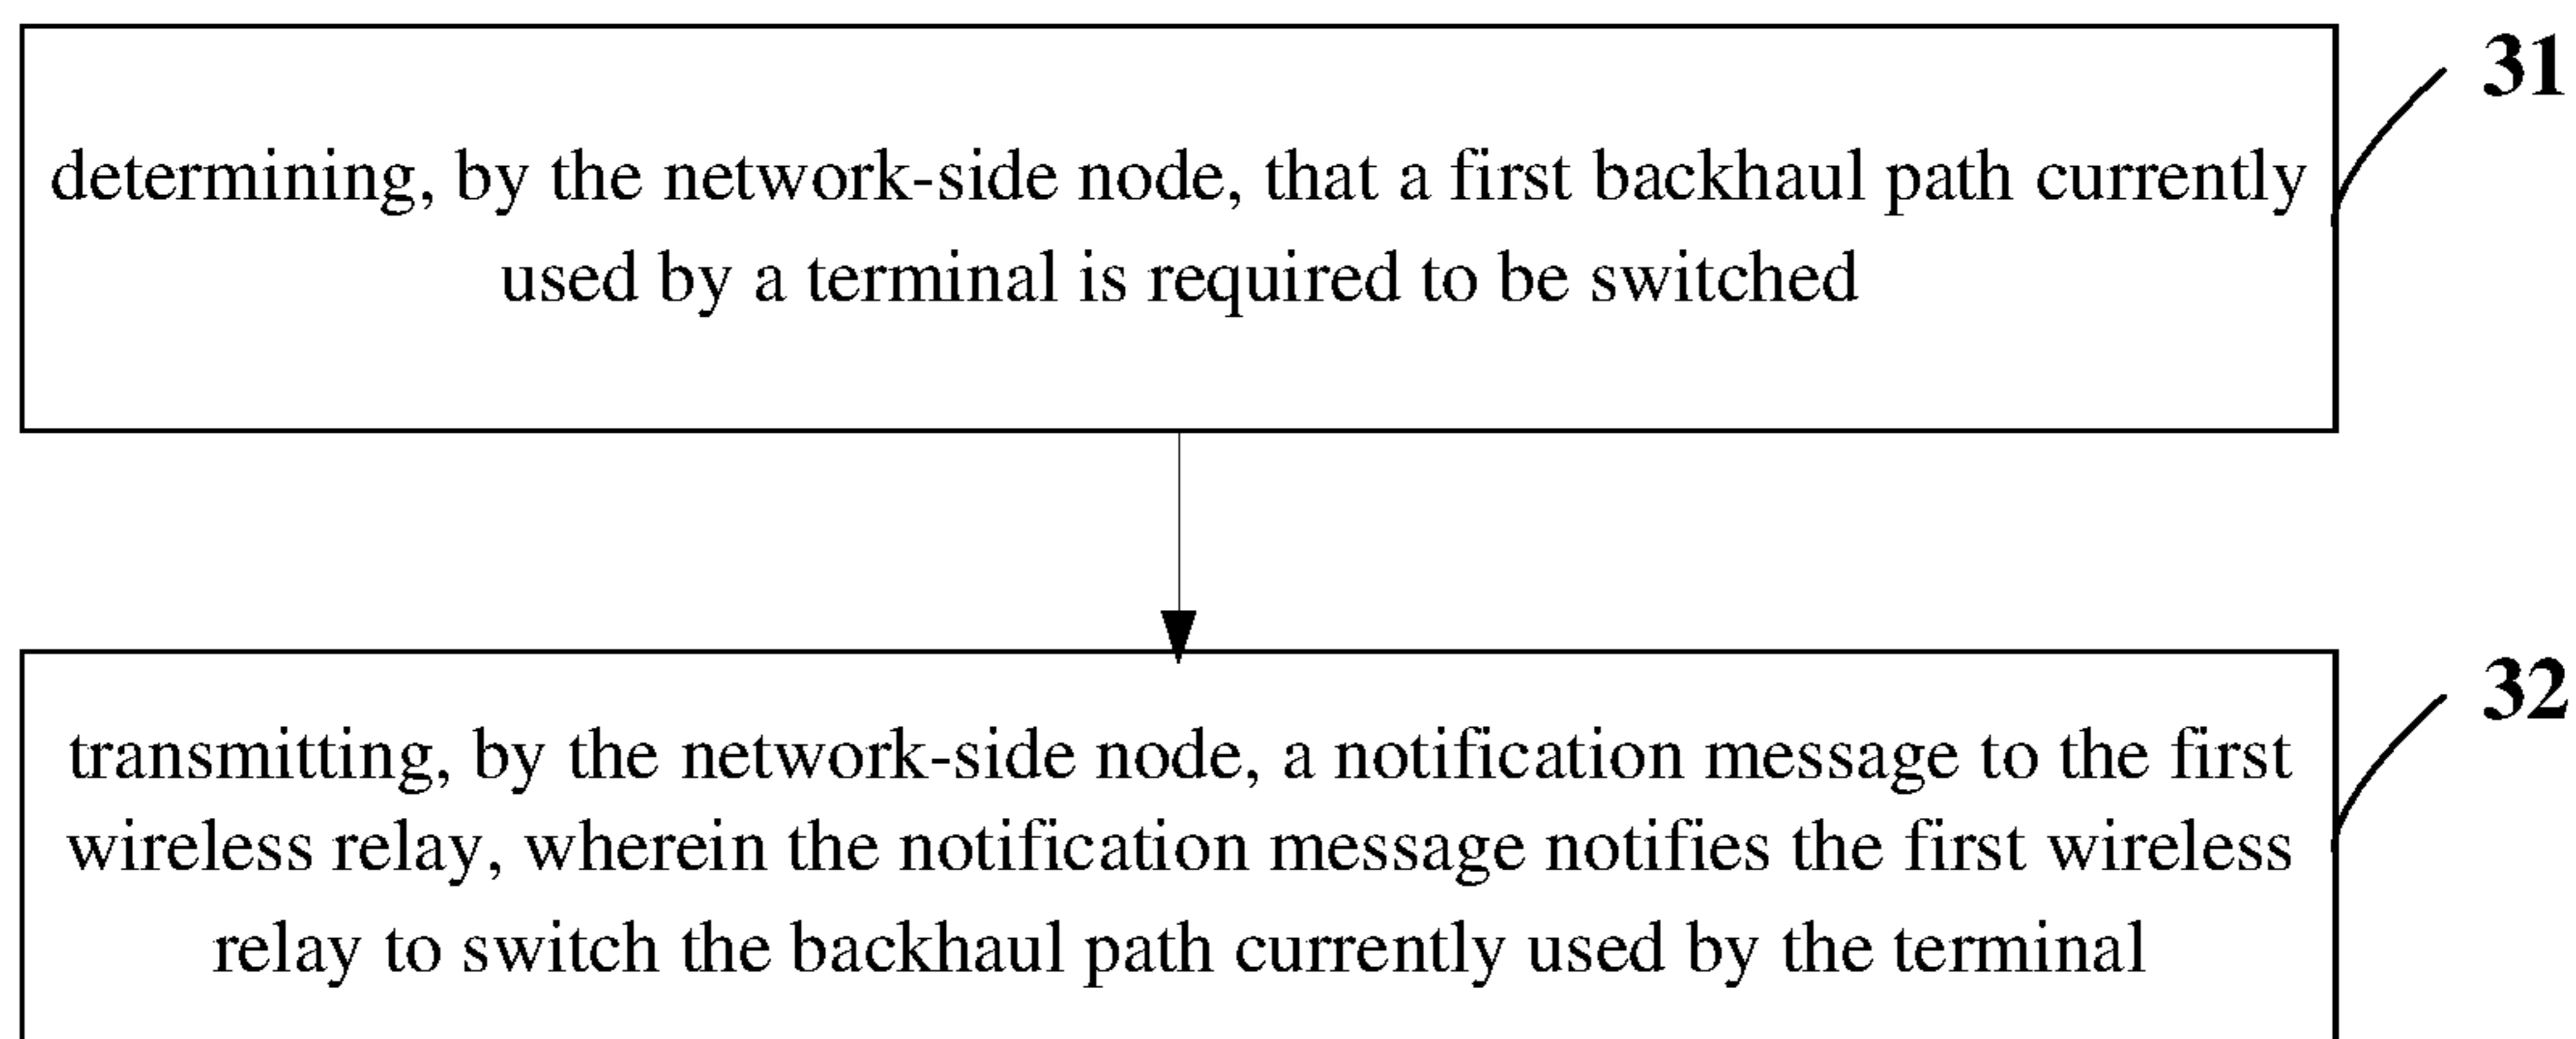 31
determining, by the network-side node, that a first backhaul path currently
used by a terminal is required to be switched
32
transmitting, by the network-side node, a notification message to the first
wireless relay, wherein the notification message notifies the first wireless
relay to switch the backhaul path currently used by the terminal